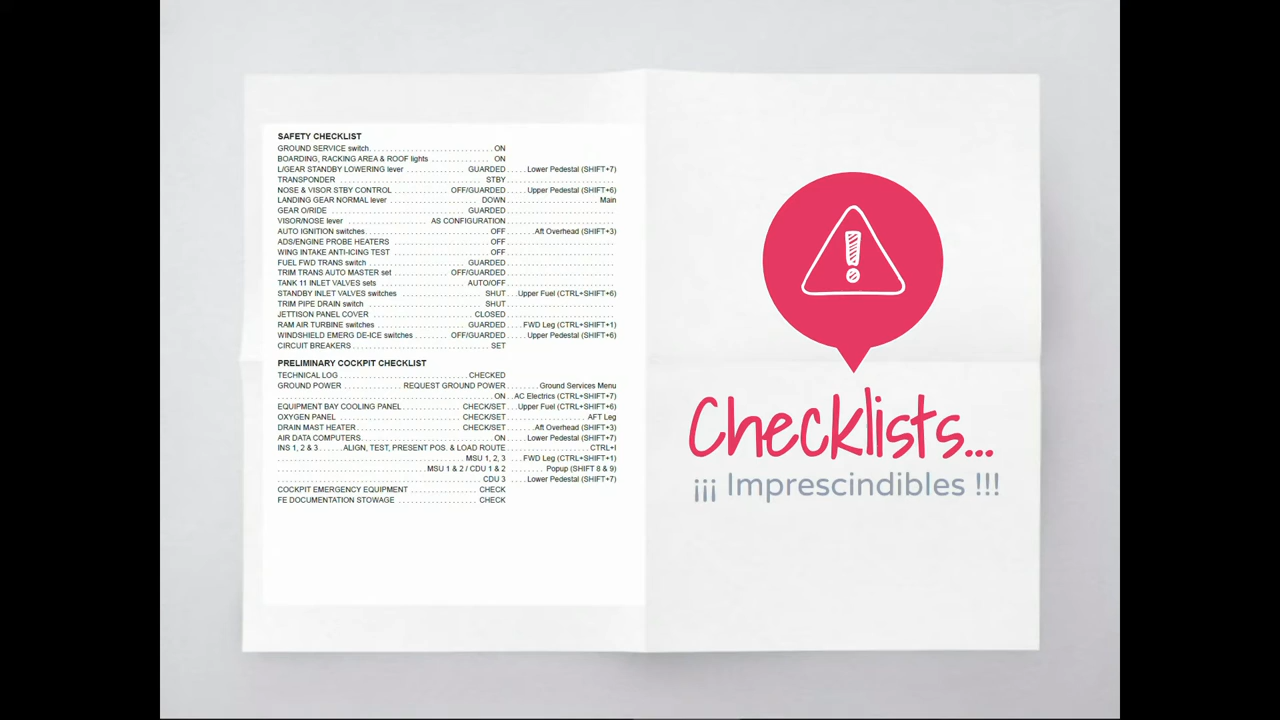 SAFETY CHECKLIST
GROUND SERVICE switch. . . . . . . . . . . . . . . . . . . . . . . . . ON
BOARDING, RACKING AREA & ROOF lights . . . . . . . . . . . . ON
L/GEAR STANDBY LOWERING lever . . . . . . . . . . GUARDED . . . . . Lower Pedestal (SHIFT+7)
TRANSPONDER . . . . . . . . . . . . . . . . . . . . . . . . . STBY . . . . . . . . . . . . . . . . . . . . . .
NOSE & VISOR STBY CONTROL . . . . . . . . . . OFF/GUARDED . . . . . Upper Pedestal (SHIFT+6)
LANDING GEAR NORMAL lever . . . . . . . . . . . . . . . . DOWN . . . . . . . . . . . . . . . . . . . Main
GEAR O/RIDE . . . . . . . . . . . . . . . . . . . . . . . GUARDED . . . . . . . . . . . . . . . . . . . . . .
VISOR/NOSE lever . . . . . . . . . . . . . . AS CONFIGURATION . . . . . . . . . . . . . . . . . . . . . .
AUTO IGNITION switches. . . . . . . . . . . . . . . . . . . . . OFF . . . . . . Aft Overhead (SHIFT+3)
ADS/ENGINE PROBE HEATERS . . . . . . . . . . . . . . . . OFF . . . . . . . . . . . . . . . . . . . . . .
WING INTAKE ANTI-ICING TEST . . . . . . . . . . . . . . . . OFF . . . . . . . . . . . . . . . . . . . . . .
FUEL FWD TRANS switch . . . . . . . . . . . . . . . . GUARDED . . . . . . . . . . . . . . . . . . . . . .
TRIM TRANS AUTO MASTER set . . . . . . . . . . OFF/GUARDED . . . . . . . . . . . . . . . . . . . . . .
TANK 11 INLET VALVES sets . . . . . . . . . . . . . . . AUTO/OFF . . . . . . . . . . . . . . . . . . . . . .
STANDBY INLET VALVES switches . . . . . . . . . . . . . . SHUT . . . Upper Fuel (CTRL+SHIFT+6)
TRIM PIPE DRAIN switch . . . . . . . . . . . . . . . . . . . . . SHUT . . . . . . . . . . . . . . . . . . . . . .
JETTISON PANEL COVER . . . . . . . . . . . . . . . . . . CLOSED . . . . . . . . . . . . . . . . . . . . . .
RAM AIR TURBINE switches . . . . . . . . . . . . . . . GUARDED . . . . FWD Leg (CTRL+SHIFT+1)
WINDSHIELD EMERG DE-ICE switches . . . . . . . OFF/GUARDED . . . . . Upper Pedestal (SHIFT+6)
CIRCUIT BREAKERS . . . . . . . . . . . . . . . . . . . . . . . . SET
PRELIMINARY COCKPIT CHECKLIST
TECHNICAL LOG . . . . . . . . . . . . . . . . . . . . . . . CHECKED
GROUND POWER . . . . . . . . . . . REQUEST GROUND POWER . . . . . . . Ground Services Menu
. . . . . . . . . . . . . . . . . . . . . . . . . . . . . . . . . . . . ON . . AC Electrics (CTRL+SHIFT+7)
EQUIPMENT BAY COOLING PANEL. . . . . . . . . . CHECK/SET . . . Upper Fuel (CTRL+SHIFT+6)
OXYGEN PANEL . . . . . . . . . . . . . . . . . . . . . CHECK/SET . . . . . . . . . . . . . . . . AFT Leg
DRAIN MAST HEATER . . . . . . . . . . . . . . . . . CHECK/SET . . . . . . Aft Overhead (SHIFT+3)
AIR DATA COMPUTERS. . . . . . . . . . . . . . . . . . . . . . ON . . . . . Lower Pedestal (SHIFT+7)
INS 1, 2 & 3 . . . . . . ALIGN, TEST, PRESENT POS. & LOAD ROUTE . . . . . . . . . . . . . . . . . CTRL+I
. . . . . . . . . . . . . . . . . . . . . . . . . . . . . . MSU 1, 2, 3 . . . . FWD Leg (CTRL+SHIFT+1)
. . . . . . . . . . . . . . . . . . . . . . . MSU 1 & 2 / CDU 1 & 2 . . . . . . . . . Popup (SHIFT 8 & 9)
. . . . . . . . . . . . . . . . . . . . . . . . . . . . . . . . . CDU 3 . . . . . Lower Pedestal (SHIFT+7)
COCKPIT EMERGENCY EQUIPMENT . . . . . . . . . . . . CHECK
FE DOCUMENTATION STOWAGE . . . . . . . . . . . . . . CHECK
Checklists...
¡¡¡ Imprescindibles !!!